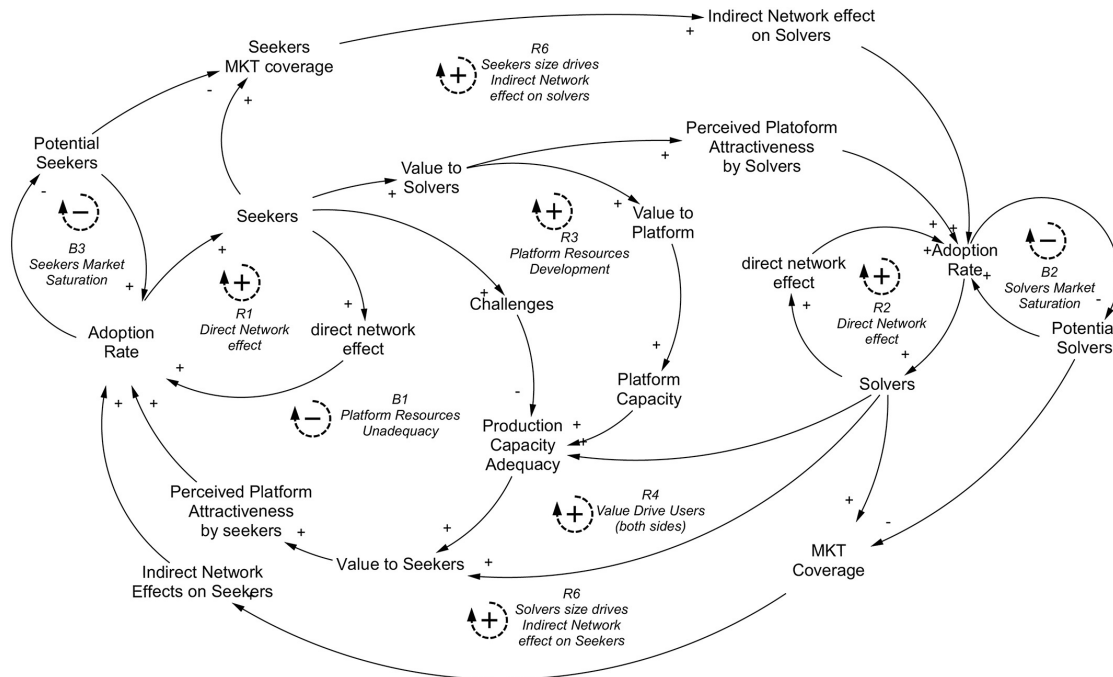 Indirect Network effect
on Solvers
+
Seekers
MKT coverage
-
+
+
R6
Seekers size drives
Indirect Network
effect on solvers
Potential
Seekers
-
Perceived Platoform
Attractiveness
by Solvers
+
Value to
Solvers
+
-
B3
Seekers Market
Saturation
+
Seekers
+
+
R3
Platform Resources
Development
+
Value to
Platform
+
+
R1
Direct Network
effect
+
direct network
effect
+
Challenges
+
Adoption
Rate
+
+
+
direct network
effect
+
+
R2
Direct Network
effect
+
+
+
Adoption
Rate
+
-
B2
Solvers Market
Saturation
-
Potential
Solvers
+
Solvers
-
B1
Platform Resources
Unadequacy
-
Platform
Capacity
+
Production
Capacity
Adequacy
+
+
Perceived Platform
Attractiveness
by seekers
+
+
R4
Value Drive Users
(both sides)
+
-
MKT
Coverage
+
Value to Seekers
+
Indirect Network
Effects on Seekers
+
+
R6
Solvers size drives
Indirect Network
effect on Seekers